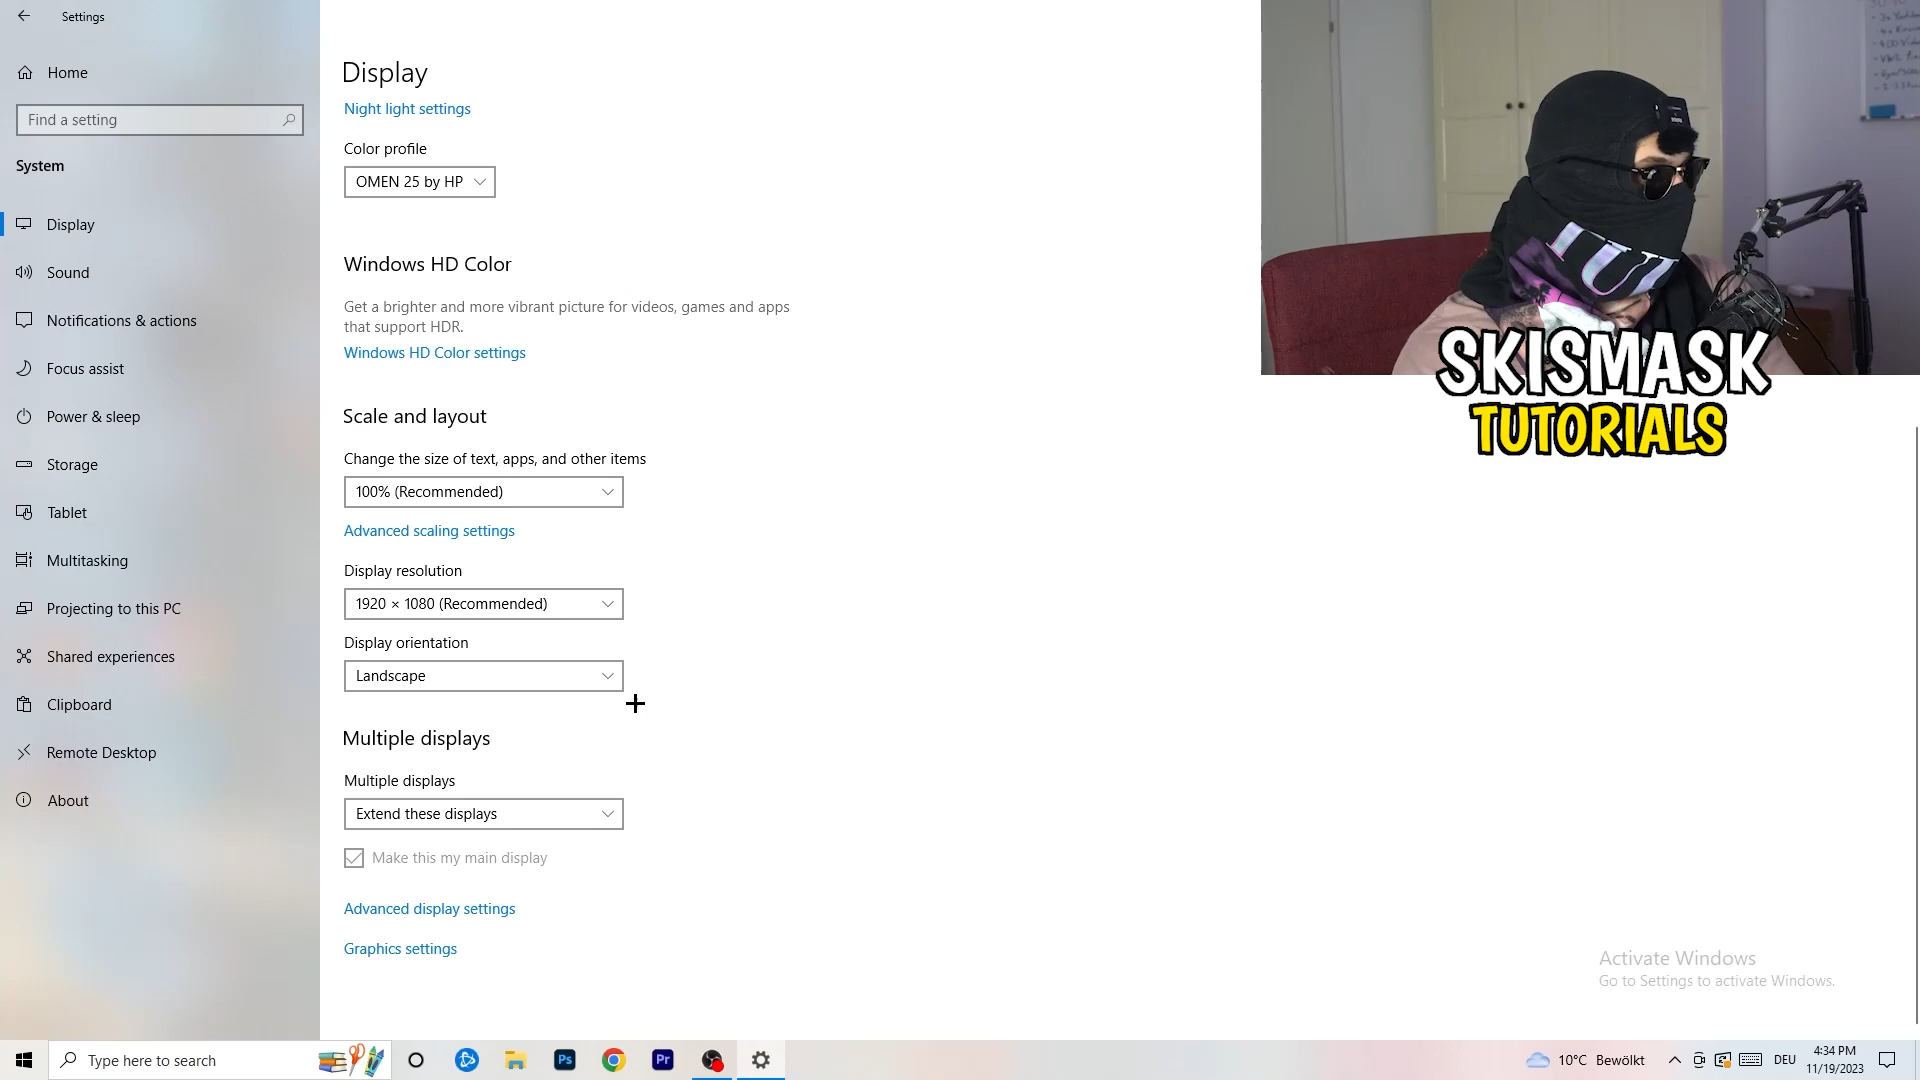 Settings
Home
Find a setting
System
Display
Sound
Notifications & actions
Focus assist
Power & sleep
Storage
Tablet
Multitasking
Projecting to this PC
Shared experiences
Clipboard
Remote Desktop
About
Display
Night light settings
Color profile
OMEN 25 by HP
Windows HD Color
Get a brighter and more vibrant picture for videos, games and apps
that support HDR.
Windows HD Color settings
Scale and layout
Change the size of text, apps, and other items
100% (Recommended)
Advanced scaling settings
Display resolution
1920 × 1080 (Recommended)
Display orientation
Landscape
Multiple displays
Multiple displays
Extend these displays
Make this my main display
Advanced display settings
Graphics settings
SKISMASK
TUTORIALS
Activate Windows
Go to Settings to activate Windows.
Type here to search
Ps
Pr
10°C Bewölkt
DEU
4:34 PM
11/19/2023